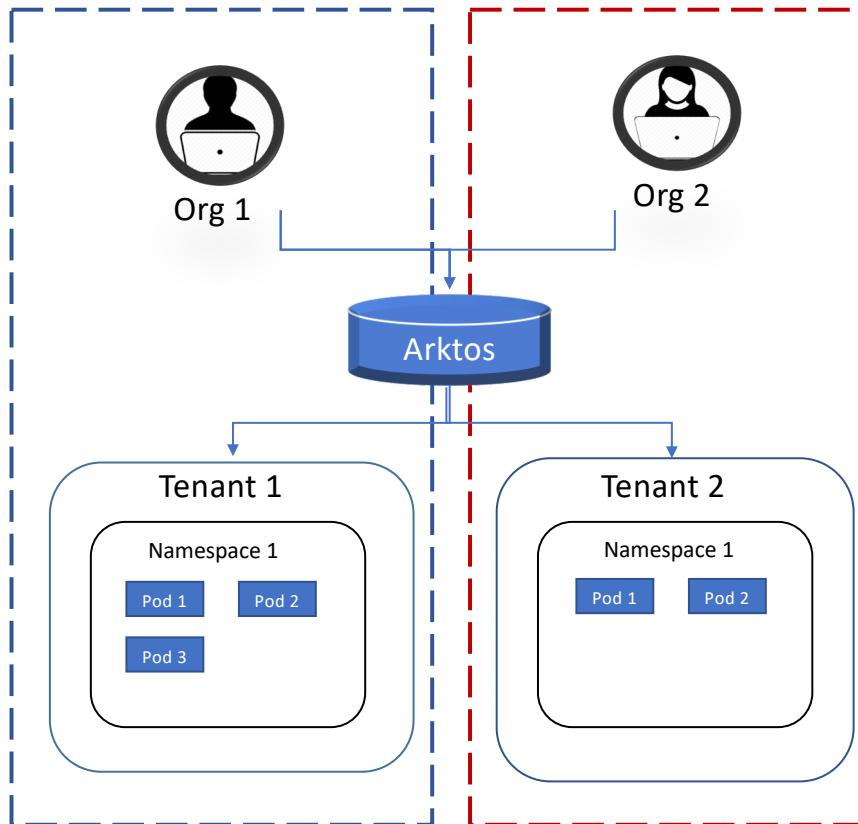 Org 1
Org 2
Arktos
Tenant 1
Namespace 1
Pod 1
Pod 2
Pod 3
Tenant 2
Namespace 1
Pod 1
Pod 2